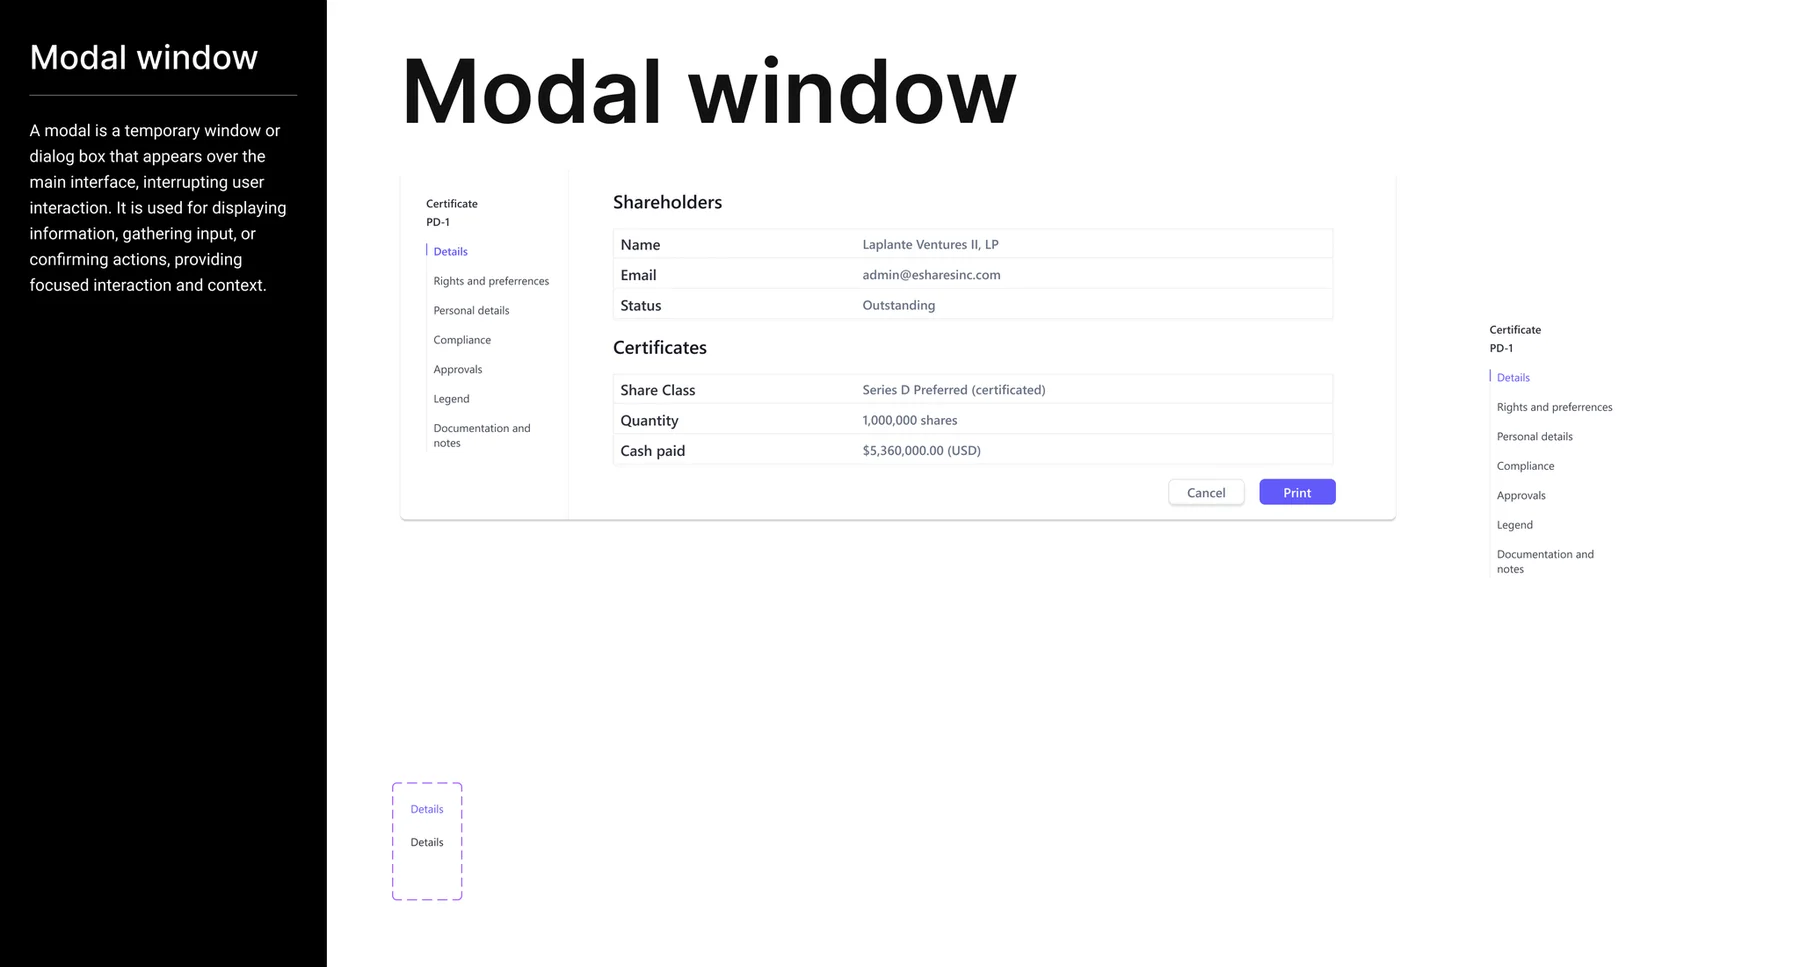 Modal window
A modal is a temporary window or
dialog box that appears over the
main interface, interrupting user
interaction. It is used for displaying
information, gathering input, or
confirming actions, providing
focused interaction and context.
Modal window
Certificate
PD-1
Details
Rights and preferrences
Personal details
Compliance
Approvals
Legend
Documentation and
notes
Shareholders
Name Laplante Ventures II, LP
Email admin@esharesinc.com
Status Outstanding
Certificates
Share Class Series D Preferred (certificated)
Quantity 1,000,000 shares
Cash paid $5,360,000.00 (USD)
Cancel Print
Certificate
PD-1
Details
Rights and preferrences
Personal details
Compliance
Approvals
Legend
Documentation and
notes
Details
Details